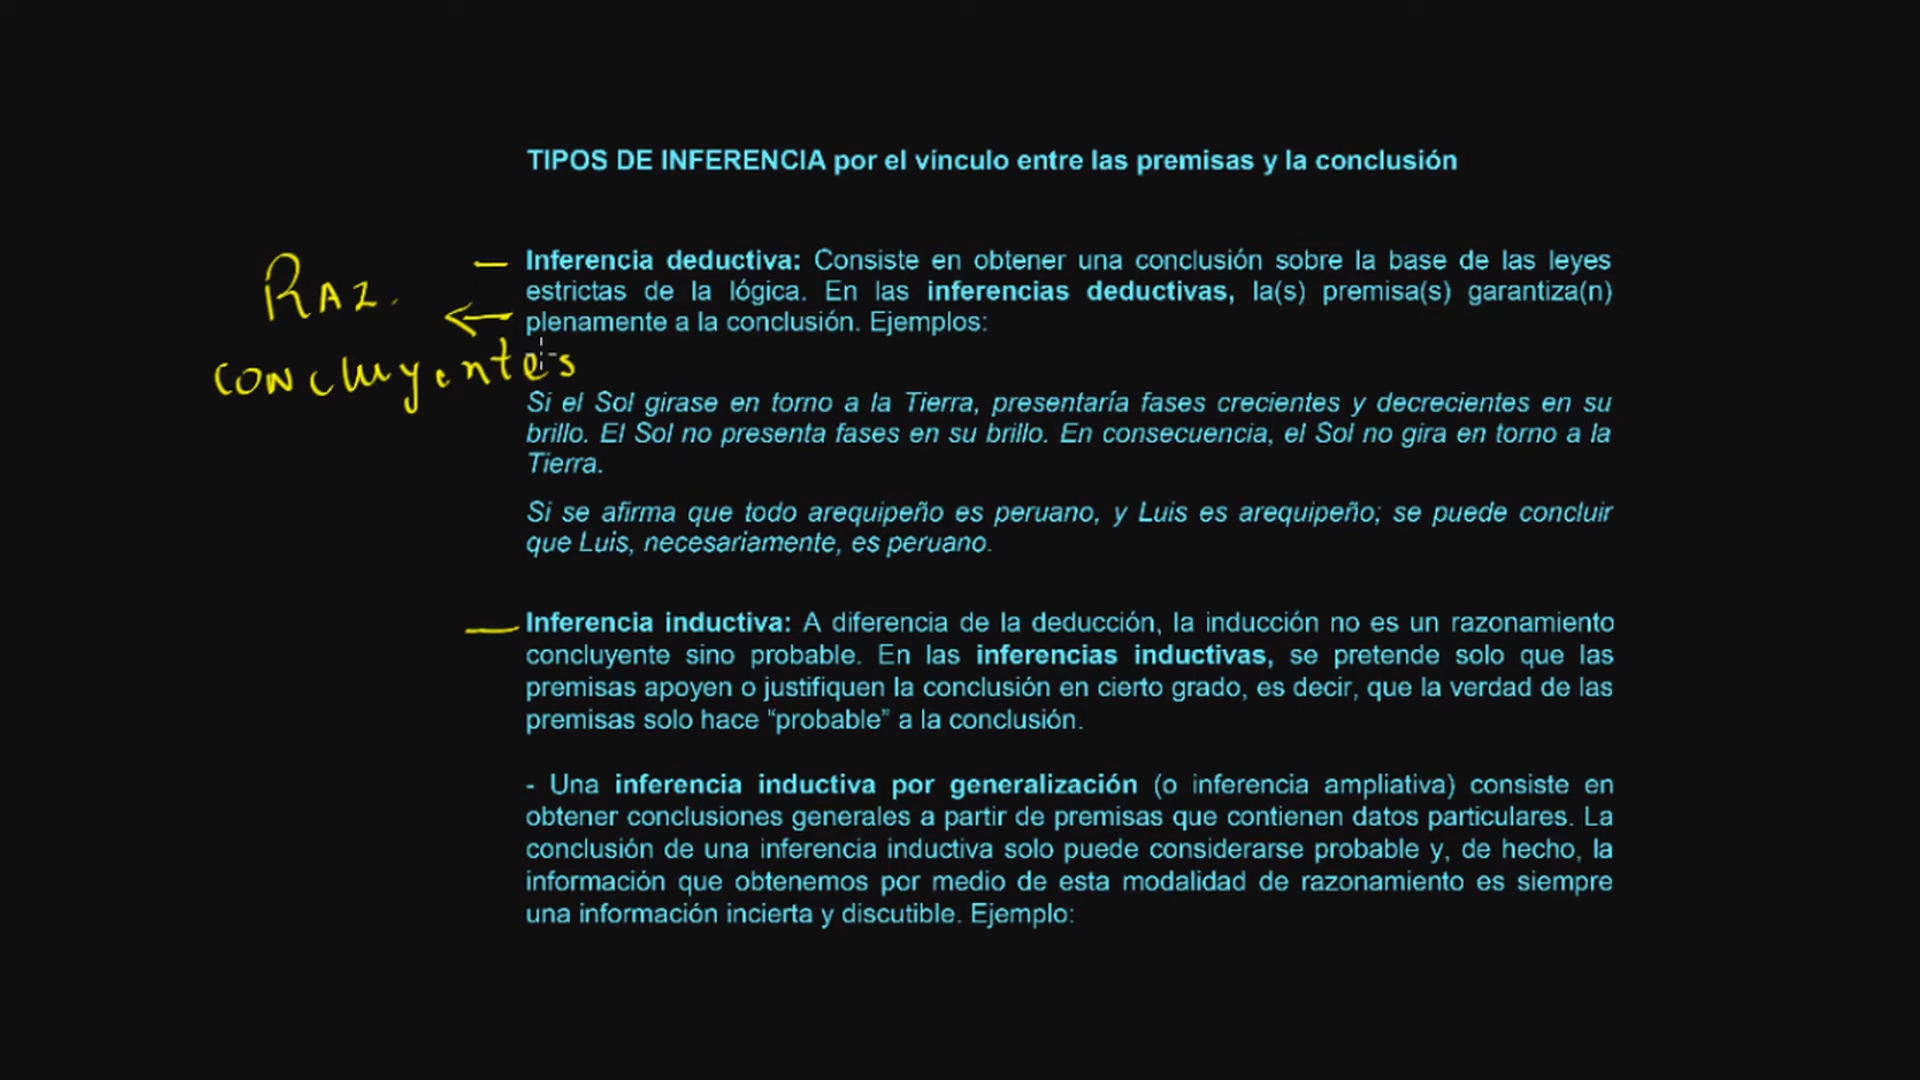 TIPOS DE INFERENCIA por el vínculo entre las premisas y la conclusión
Raz.
concluyentes
Inferencia deductiva: Consiste en obtener una conclusión sobre la base de las leyes
estrictas de la lógica. En las inferencias deductivas, la(s) premisa(s) garantiza(n)
plenamente a la conclusión. Ejemplos:
Si el Sol girase en torno a la Tierra, presentaría fases crecientes y decrecientes en su
brillo. El Sol no presenta fases en su brillo. En consecuencia, el Sol no gira en torno a la
Tierra.
Si se afirma que todo arequipeño es peruano, y Luis es arequipeño; se puede concluir
que Luis, necesariamente, es peruano.
Inferencia inductiva: A diferencia de la deducción, la inducción no es un razonamiento
concluyente sino probable. En las inferencias inductivas, se pretende solo que las
premisas apoyen o justifiquen la conclusión en cierto grado, es decir, que la verdad de las
premisas solo hace “probable” a la conclusión.
- Una inferencia inductiva por generalización (o inferencia ampliativa) consiste en
obtener conclusiones generales a partir de premisas que contienen datos particulares. La
conclusión de una inferencia inductiva solo puede considerarse probable y, de hecho, la
información que obtenemos por medio de esta modalidad de razonamiento es siempre
una información incierta y discutible. Ejemplo: